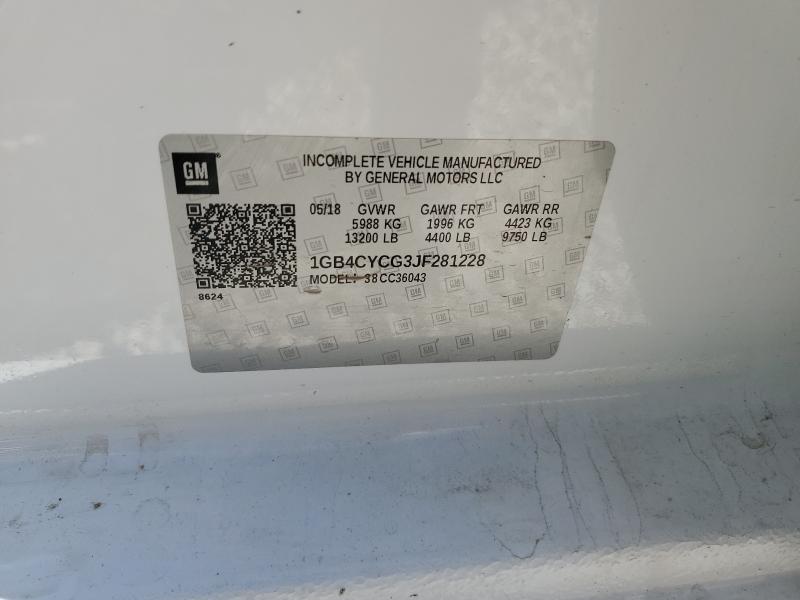 GM
INCOMPLETE VEHICLE MANUFACTURED
BY GENERAL MOTORS LLC
05/18 GVWR GAWR FRT GAWR RR
5988 KG 1996 KG 4423 KG
13200 LB 4400 LB 9750 LB
1GB4CYCG3JF281228
MODEL: 38CC36043
8624